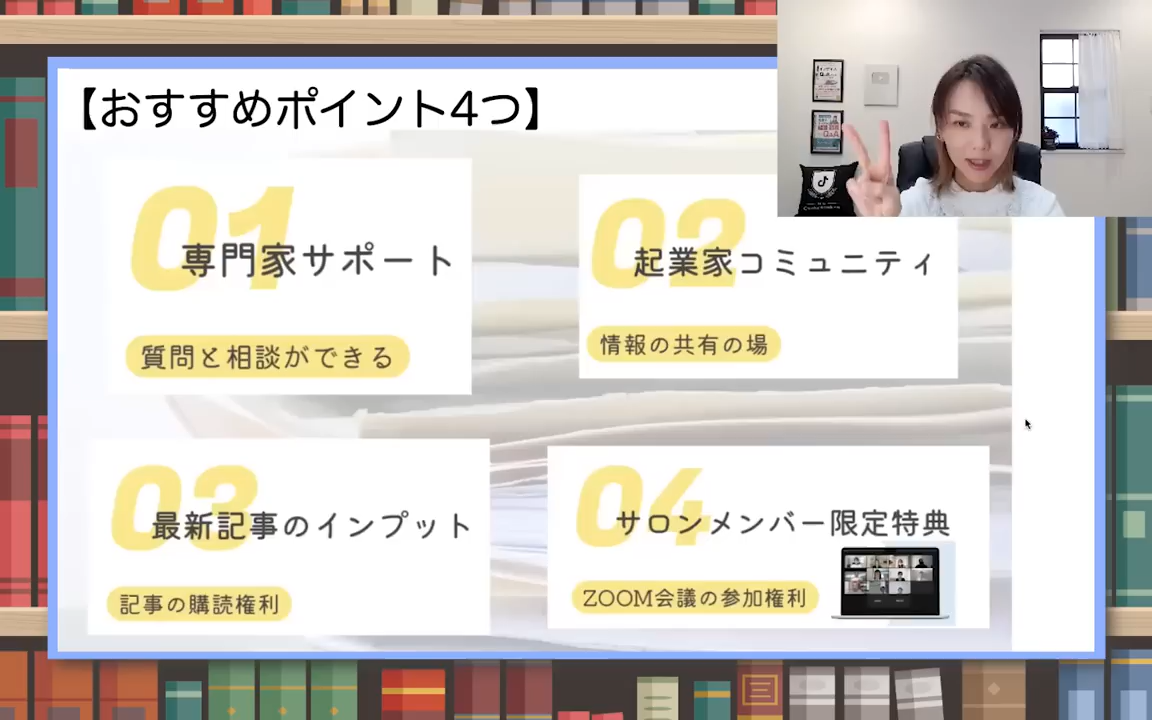 【おすすめポイント4つ】
01
専門家サポート
質問と相談ができる
02
起業家コミュニティ
情報の共有の場
03
最新記事のインプット
記事の購読権利
04
サロンメンバー限定特典
ZOOM会議の参加権利